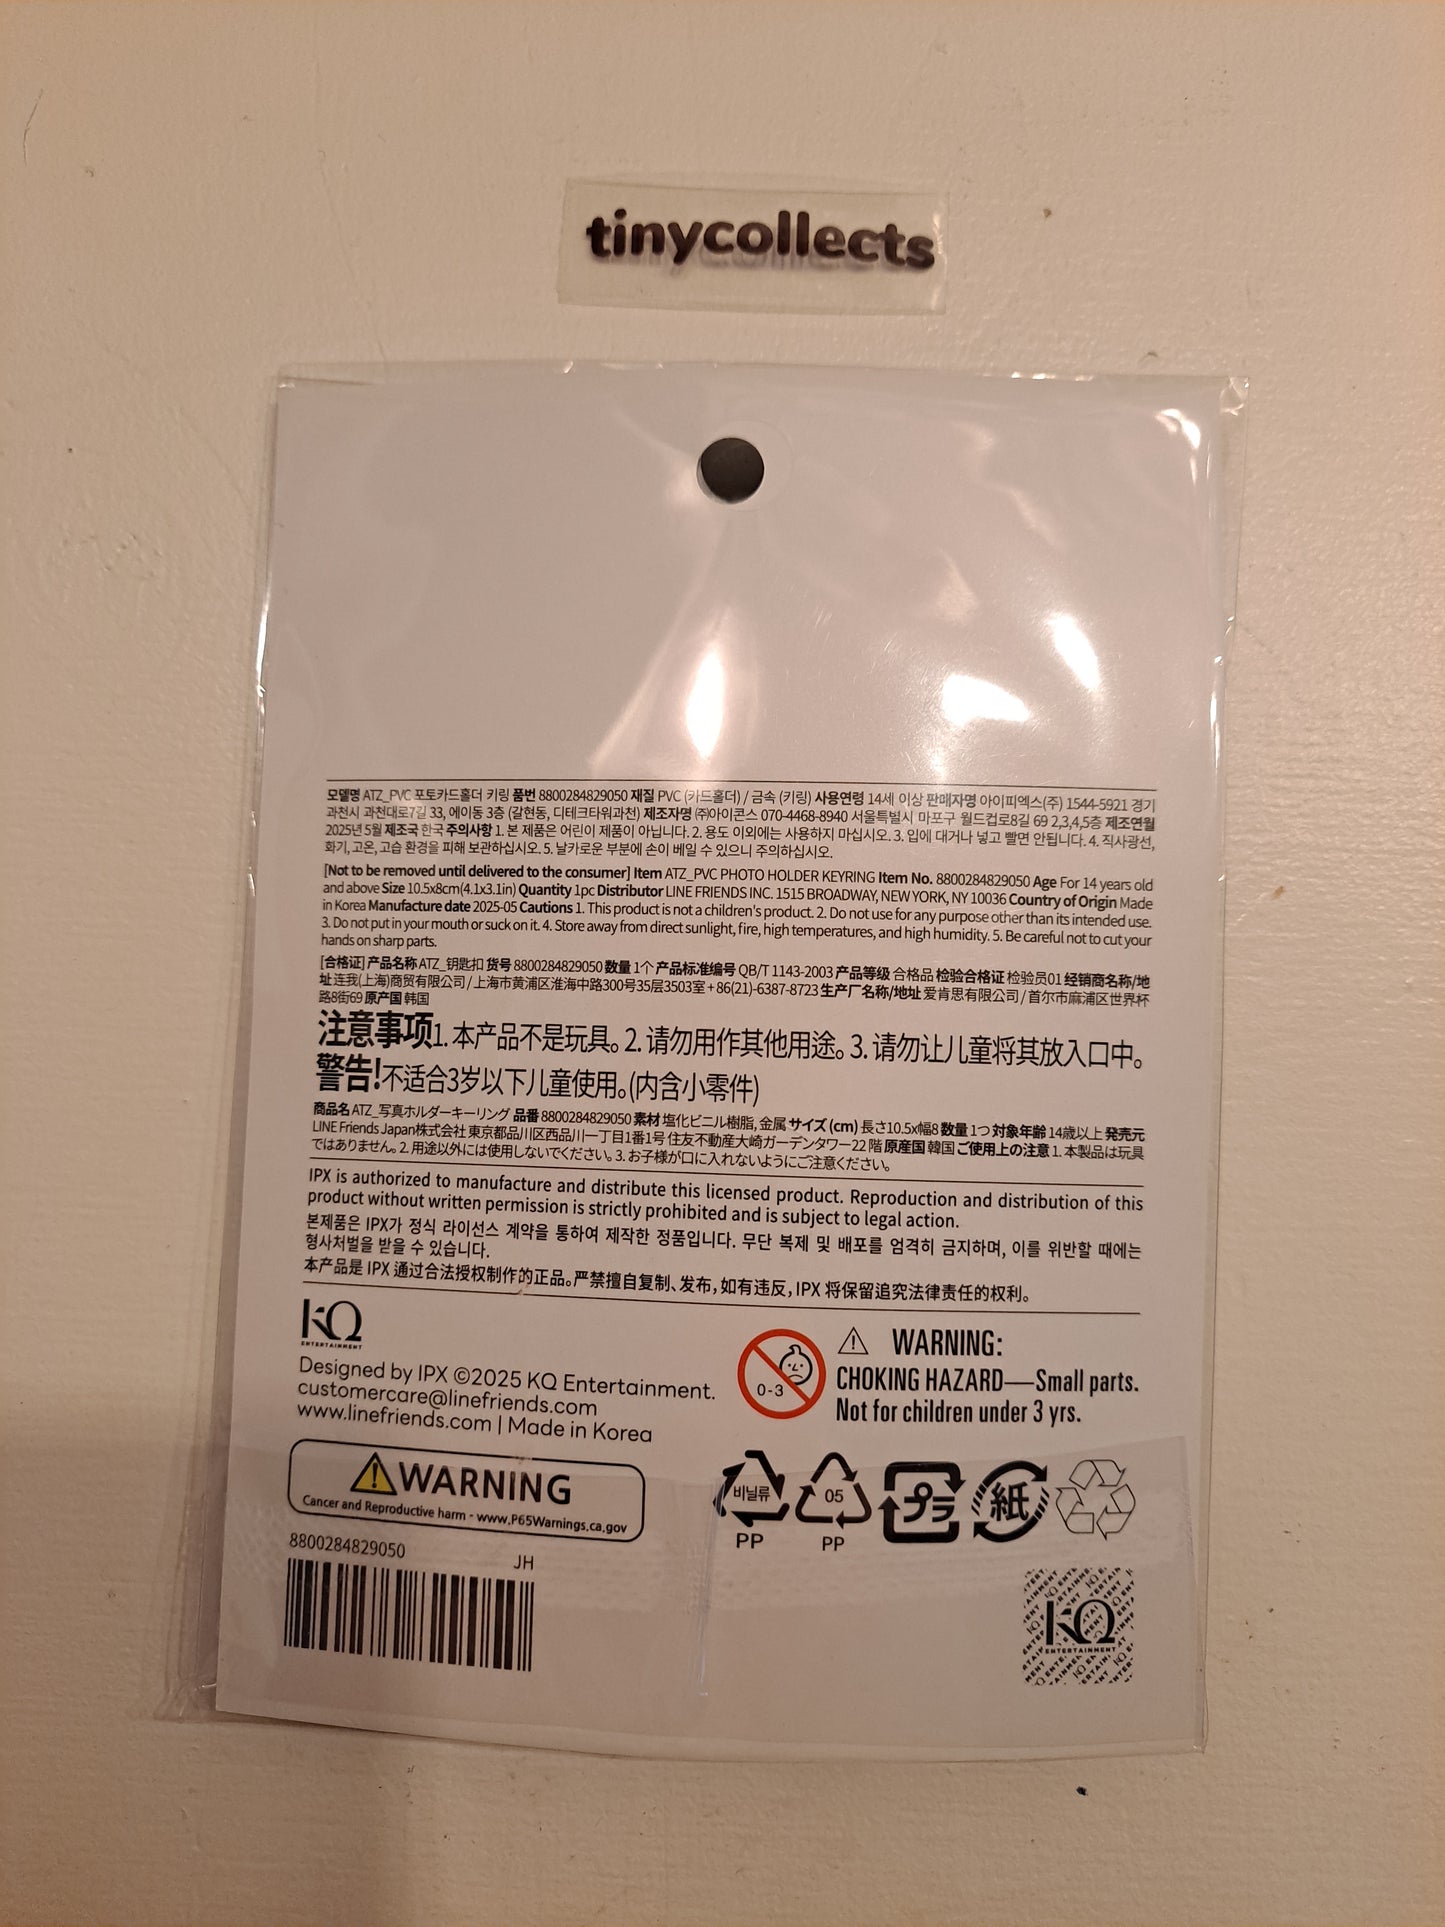 tinycollects
모델명 ATZ_PVC 포토카드홀더 키링 품번 8800284829050 재질 PVC (카드홀더) / 금속 (키링) 사용연령 14세 이상 판매자명 아이피엑스(주) 1544-5921 경기
과천시 과천대로7길 33, 에이동 3층 (갈현동, 디테크타워과천) 제조자명 ㈜아이콘스 070-4468-8940 서울특별시 마포구 월드컵로8길 69 2,3,4,5층 제조연월
2025년 5월 제조국 한국 주의사항 1. 본 제품은 어린이 제품이 아닙니다. 2. 용도 이외에는 사용하지 마십시오. 3. 입에 대거나 넣고 빨면 안됩니다. 4. 직사광선,
화기, 고온, 고습 환경을 피해 보관하십시오. 5. 날카로운 부분에 손이 베일 수 있으니 주의하십시오.
[Not to be removed until delivered to the consumer] Item ATZ_PVC PHOTO HOLDER KEYRING Item No. 8800284829050 Age For 14 years old
and above Size 10.5x8cm(4.1x3.1in) Quantity 1pc Distributor LINE FRIENDS INC. 1515 BROADWAY, NEW YORK, NY 10036 Country of Origin Made
in Korea Manufacture date 2025-05 Cautions 1. This product is not a children's product. 2. Do not use for any purpose other than its intended use.
3. Do not put in your mouth or suck on it. 4. Store away from direct sunlight, fire, high temperatures, and high humidity. 5. Be careful not to cut your
hands on sharp parts.
[合格证] 产品名称 ATZ_钥匙扣 货号 8800284829050 数量 1个 产品标准编号 QB/T 1143-2003 产品等级 合格品 检验合格证 检验员01 经销商名称/地
址 连我(上海)商贸有限公司 / 上海市黄浦区淮海中路300号35层3503室 + 86(21)-6387-8723 生产厂名称/地址 爱肯思有限公司 / 首尔市麻浦区世界杯
路8街69 原产国 韩国
注意事项1. 本产品不是玩具。2. 请勿用作其他用途。3. 请勿让儿童将其放入口中。
警告!不适合3岁以下儿童使用。(内含小零件)
商品名 ATZ_写真ホルダーキーリング 品番 8800284829050 素材 塩化ビニル樹脂, 金属 サイズ (cm) 長さ10.5x幅8 数量 1つ 対象年齢 14歳以上 発売元
LINE Friends Japan株式会社 東京都品川区西品川一丁目1番1号 住友不動産大崎ガーデンタワー22 階 原産国 韓国 ご使用上の注意 1. 本製品は玩具
ではありません。2. 用途以外には使用しないでください。3. お子様が口に入れないようにご注意ください。
IPX is authorized to manufacture and distribute this licensed product. Reproduction and distribution of this
product without written permission is strictly prohibited and is subject to legal action.
본제품은 IPX가 정식 라이선스 계약을 통하여 제작한 정품입니다. 무단 복제 및 배포를 엄격히 금지하며, 이를 위반할 때에는
형사처벌을 받을 수 있습니다.
本产品是 IPX 通过合法授权制作的正品。严禁擅自复制、发布, 如有违反, IPX 将保留追究法律责任的权利。
KQ
ENTERTAINMENT
Designed by IPX ©2025 KQ Entertainment.
customercare@linefriends.com
www.linefriends.com | Made in Korea
0-3
WARNING:
CHOKING HAZARD—Small parts.
Not for children under 3 yrs.
WARNING
Cancer and Reproductive harm - www.P65Warnings.ca.gov
비닐류
PP
05
PP
プラ
紙
8800284829050
JH
KQ
ENTERTAINMENT